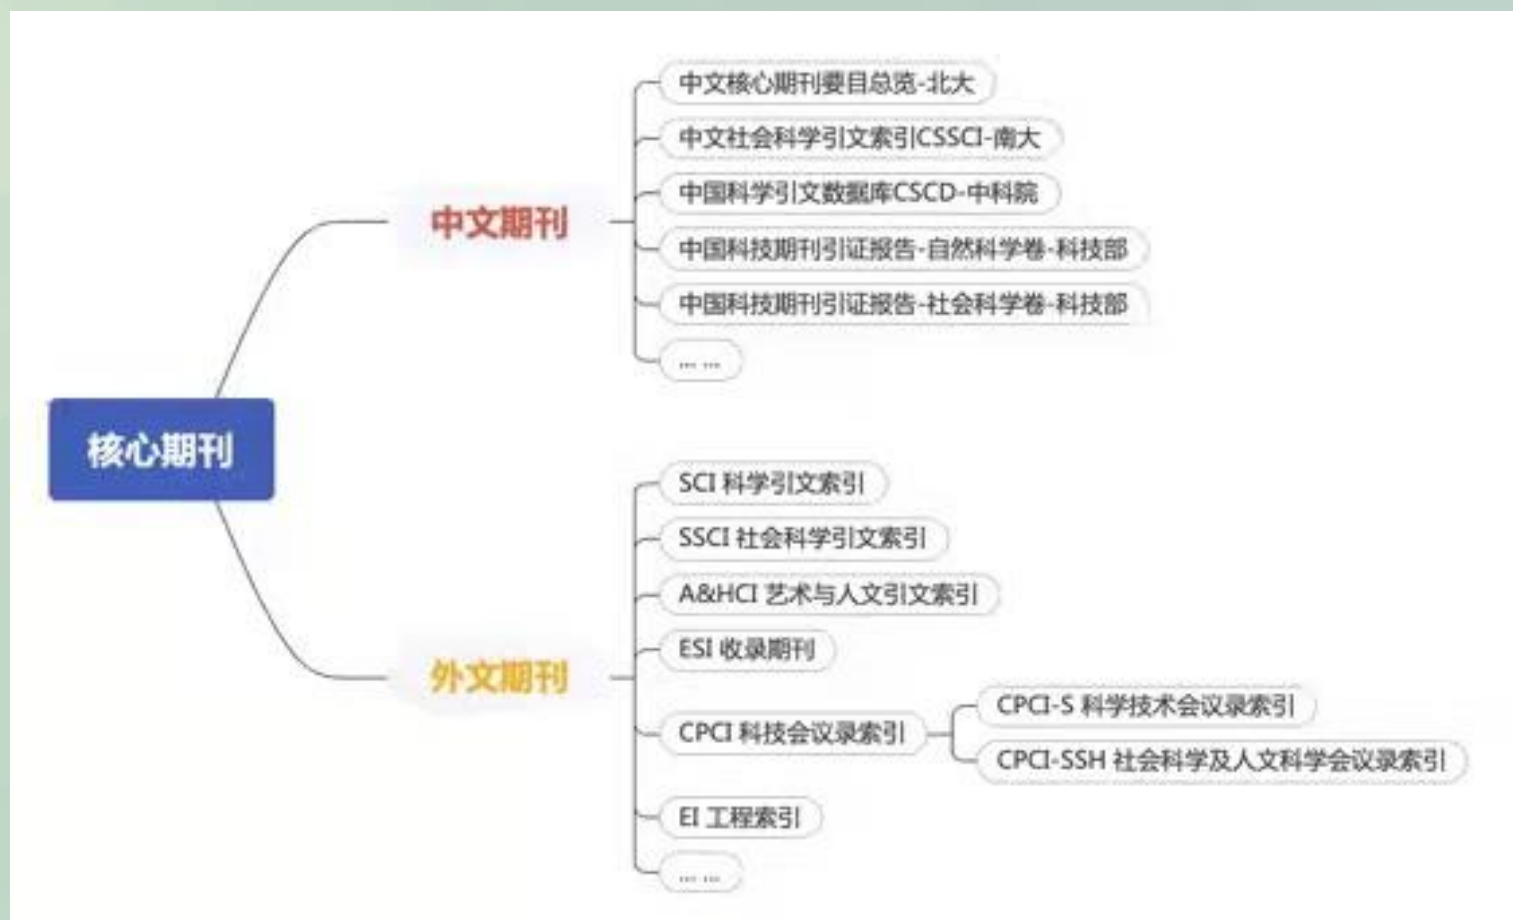 核心期刊
中文期刊
中文核心期刊要目总览-北大
中文社会科学引文索引CSSCI-南大
中国科学引文数据库CSCD-中科院
中国科技期刊引证报告-自然科学卷-科技部
中国科技期刊引证报告-社会科学卷-科技部
... ...
外文期刊
SCI 科学引文索引
SSCI 社会科学引文索引
A&HCI 艺术与人文引文索引
ESI 收录期刊
CPCI 科技会议录索引
CPCI-S 科学技术会议录索引
CPCI-SSH 社会科学及人文科学会议录索引
EI 工程索引
... ...